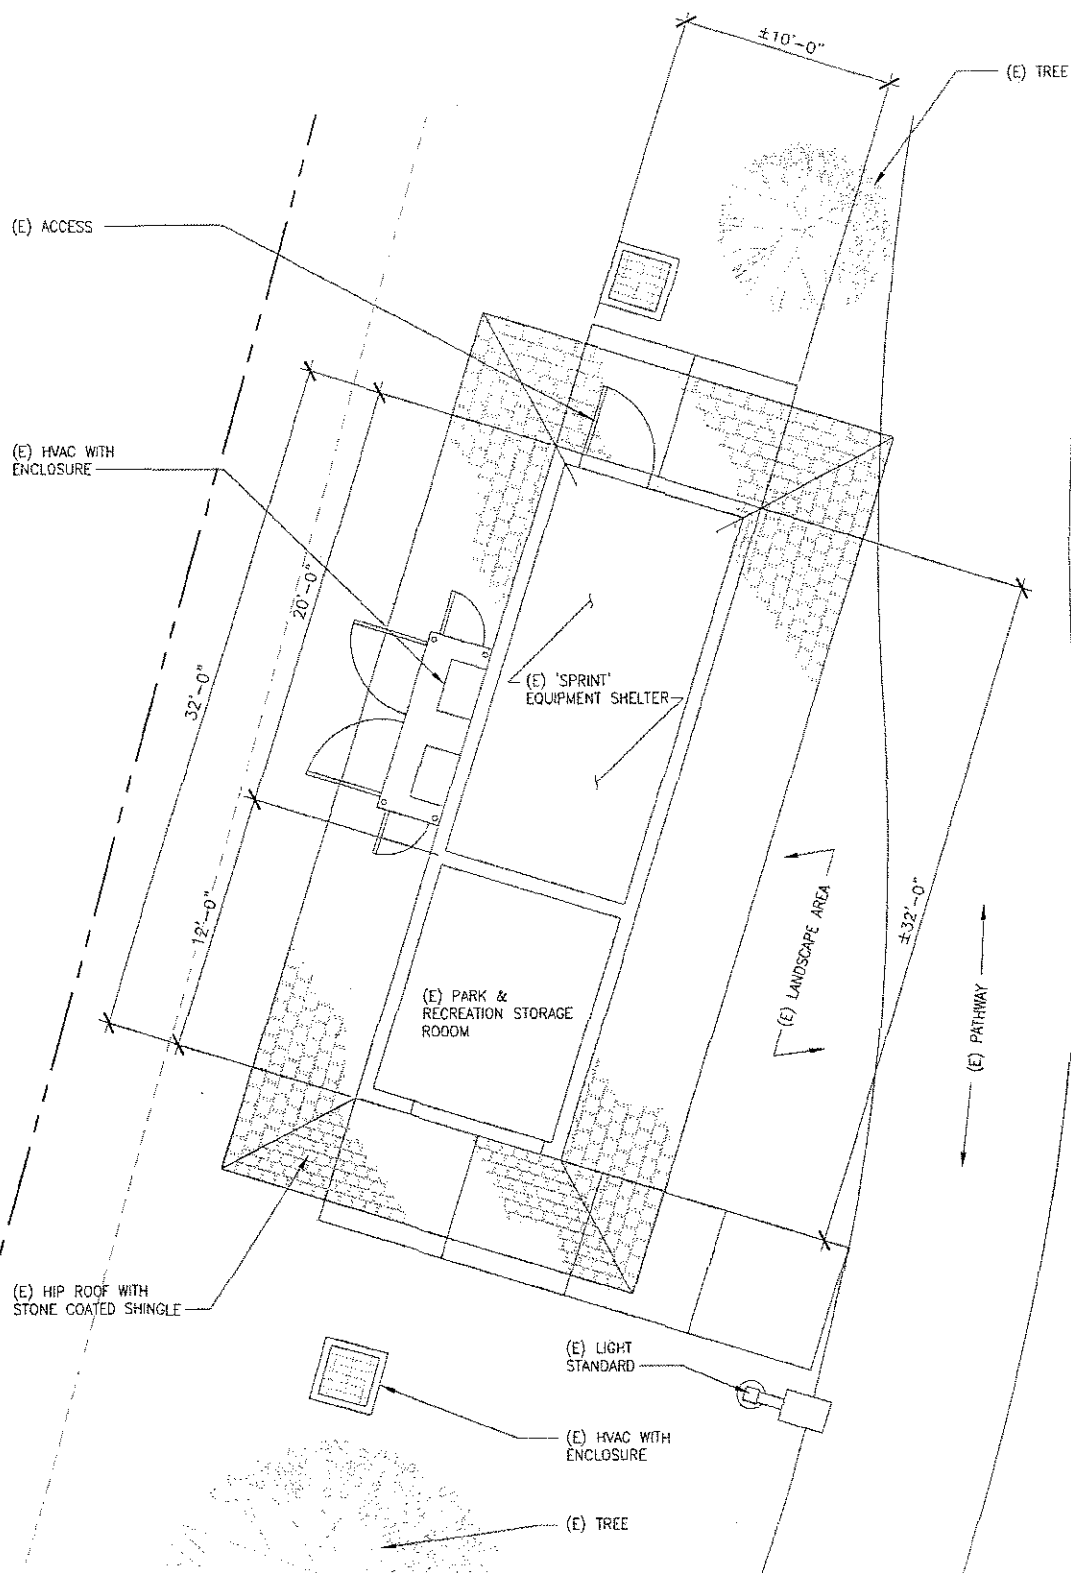 ±10'-0"
(E) TREE
(E) ACCESS
(E) HVAC WITH
ENCLOSURE
20'-0"
32'-0"
(E) 'SPRINT'
EQUIPMENT SHELTER
12'-0"
±32'-0"
(E) LANDSCAPE AREA
(E) PATHWAY
(E) PARK &
RECREATION STORAGE
ROOOM
(E) HIP ROOF WITH
STONE COATED SHINGLE
(E) LIGHT
STANDARD
(E) HVAC WITH
ENCLOSURE
(E) TREE